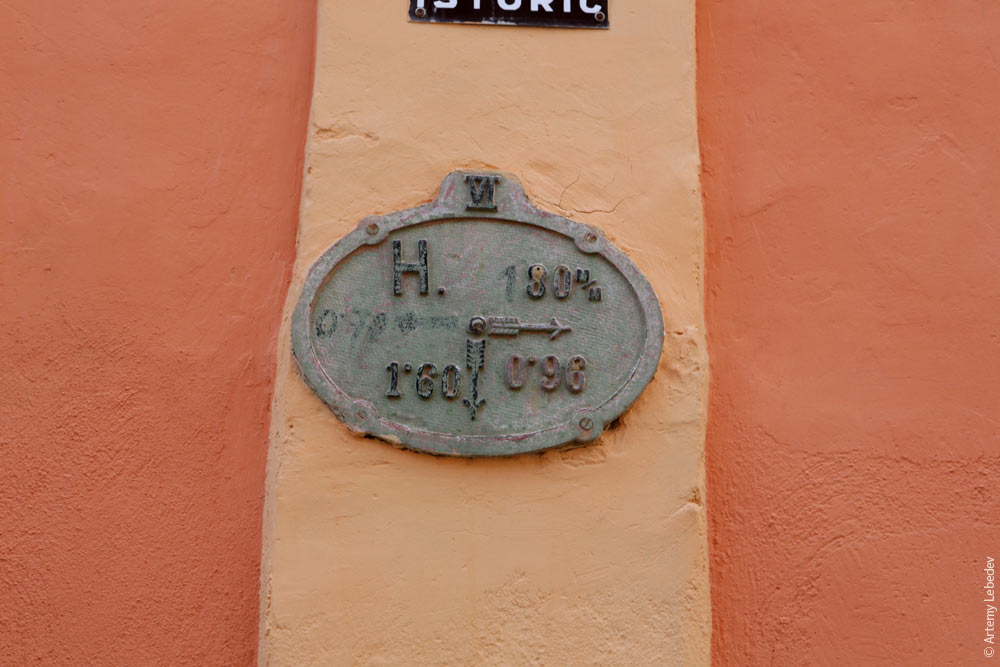 ISTORIC
VI
H.
180 M/M
1·60
0·96
© Artemy Lebedev